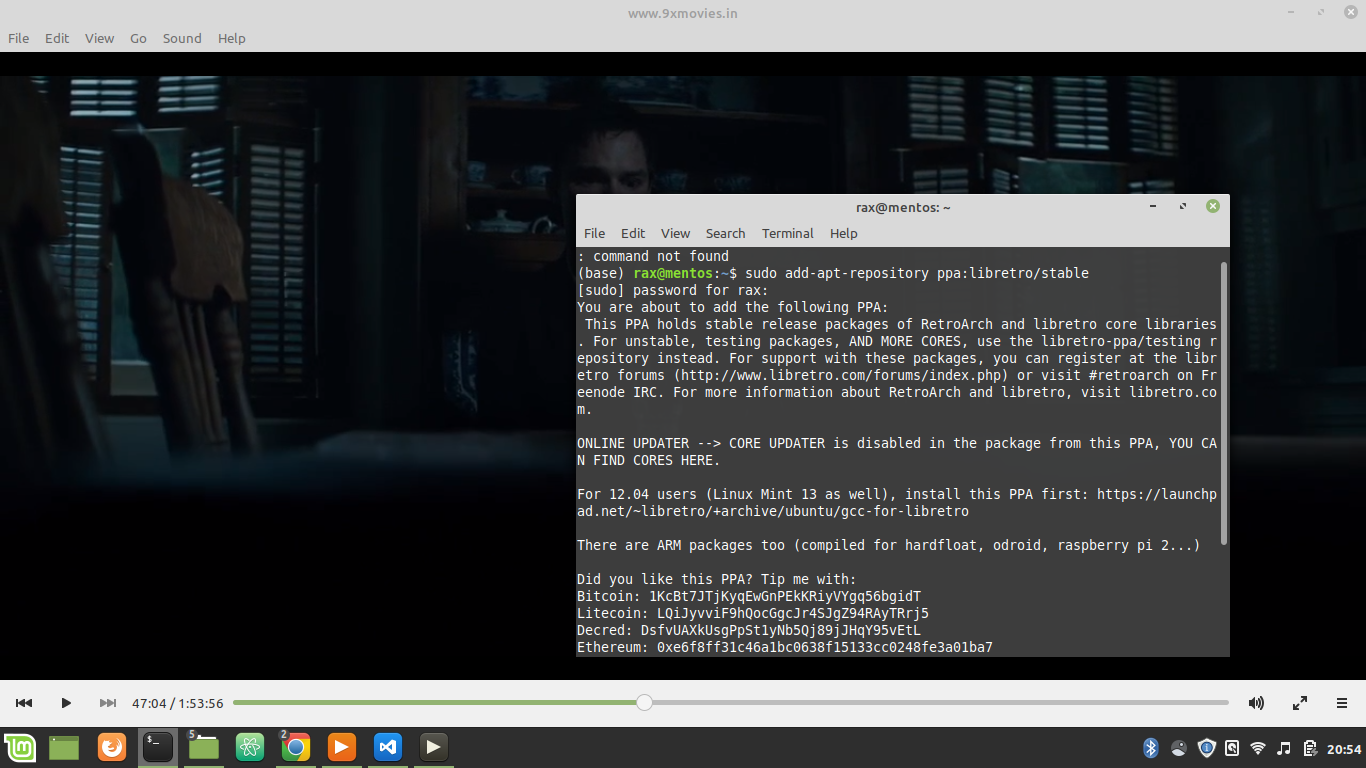 www.9xmovies.in
File Edit View Go Sound Help
rax@mentos: ~
File Edit View Search Terminal Help
: command not found
(base) rax@mentos:~$ sudo add-apt-repository ppa:libretro/stable
[sudo] password for rax:
You are about to add the following PPA:
This PPA holds stable release packages of RetroArch and libretro core libraries
. For unstable, testing packages, AND MORE CORES, use the libretro-ppa/testing r
epository instead. For support with these packages, you can register at the libr
etro forums (http://www.libretro.com/forums/index.php) or visit #retroarch on Fr
eenode IRC. For more information about RetroArch and libretro, visit libretro.co
m.
ONLINE UPDATER --> CORE UPDATER is disabled in the package from this PPA, YOU CA
N FIND CORES HERE.
For 12.04 users (Linux Mint 13 as well), install this PPA first: https://launchp
ad.net/~libretro/+archive/ubuntu/gcc-for-libretro
There are ARM packages too (compiled for hardfloat, odroid, raspberry pi 2...)
Did you like this PPA? Tip me with:
Bitcoin: 1KcBt7JTjKyqEwGnPEkKRiyVYgq56bgidT
Litecoin: LQiJyvviF9hQocGgcJr4SJgZ94RAyTRrj5
Decred: DsfvUAXkUsgPpSt1yNb5Qj89jJHqY95vEtL
Ethereum: 0xe6f8ff31c46a1bc0638f15133cc0248fe3a01ba7
47:04 / 1:53:56
$_
5
2
20:54